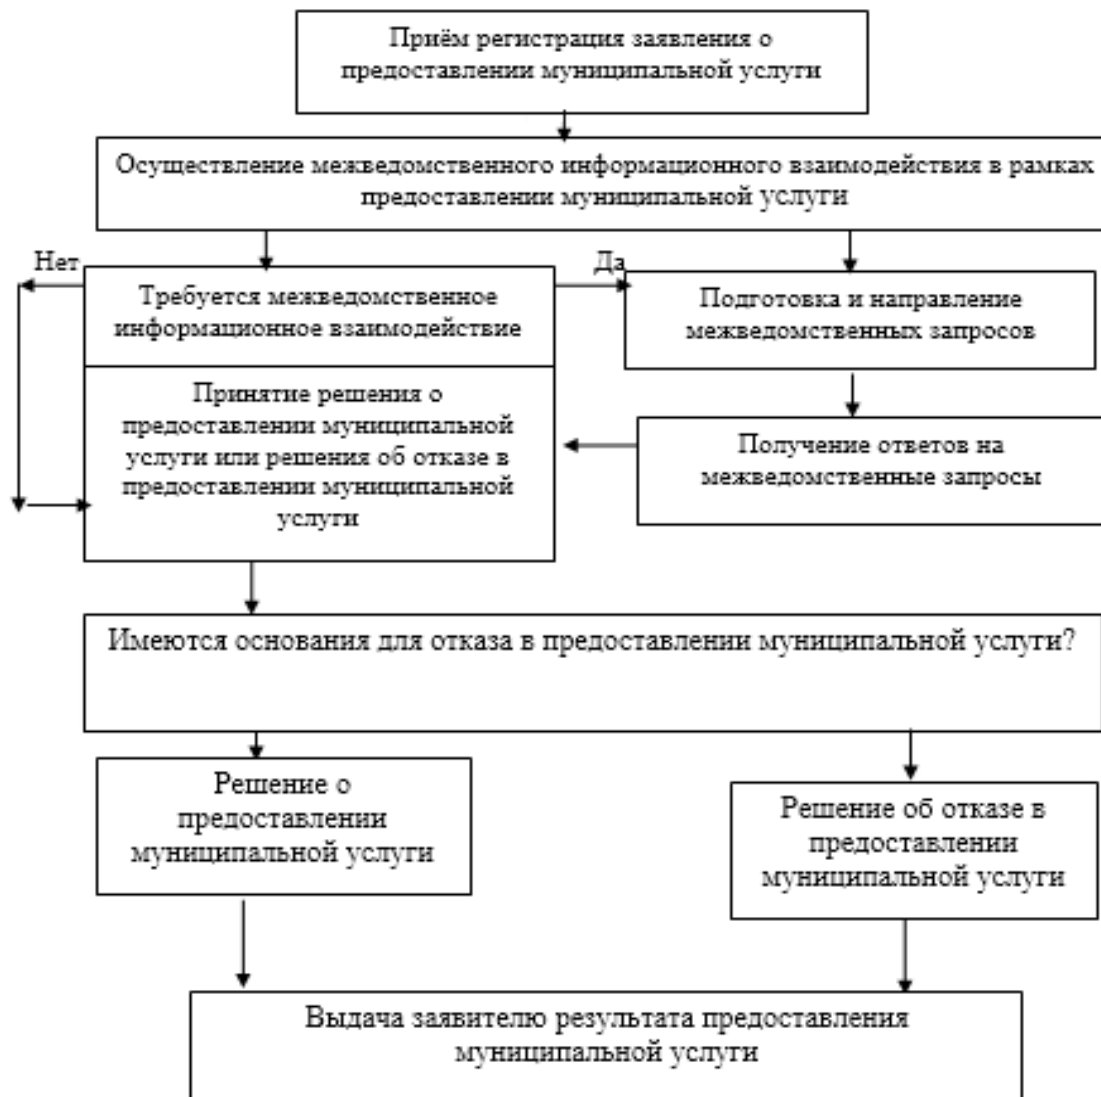 Приём регистрация заявления о
предоставлении муниципальной услуги
Осуществление межведомственного информационного взаимодействия в рамках
предоставлении муниципальной услуги
Нет
Да
Требуется межведомственное
информационное взаимодействие
Подготовка и направление
межведомственных запросов
Принятие решения о
предоставлении муниципальной
услуги или решения об отказе в
предоставлении муниципальной
услуги
Получение ответов на
межведомственные запросы
Имеются основания для отказа в предоставлении муниципальной услуги?
Решение о
предоставлении
муниципальной услуги
Решение об отказе в
предоставлении
муниципальной услуги
Выдача заявителю результата предоставления
муниципальной услуги